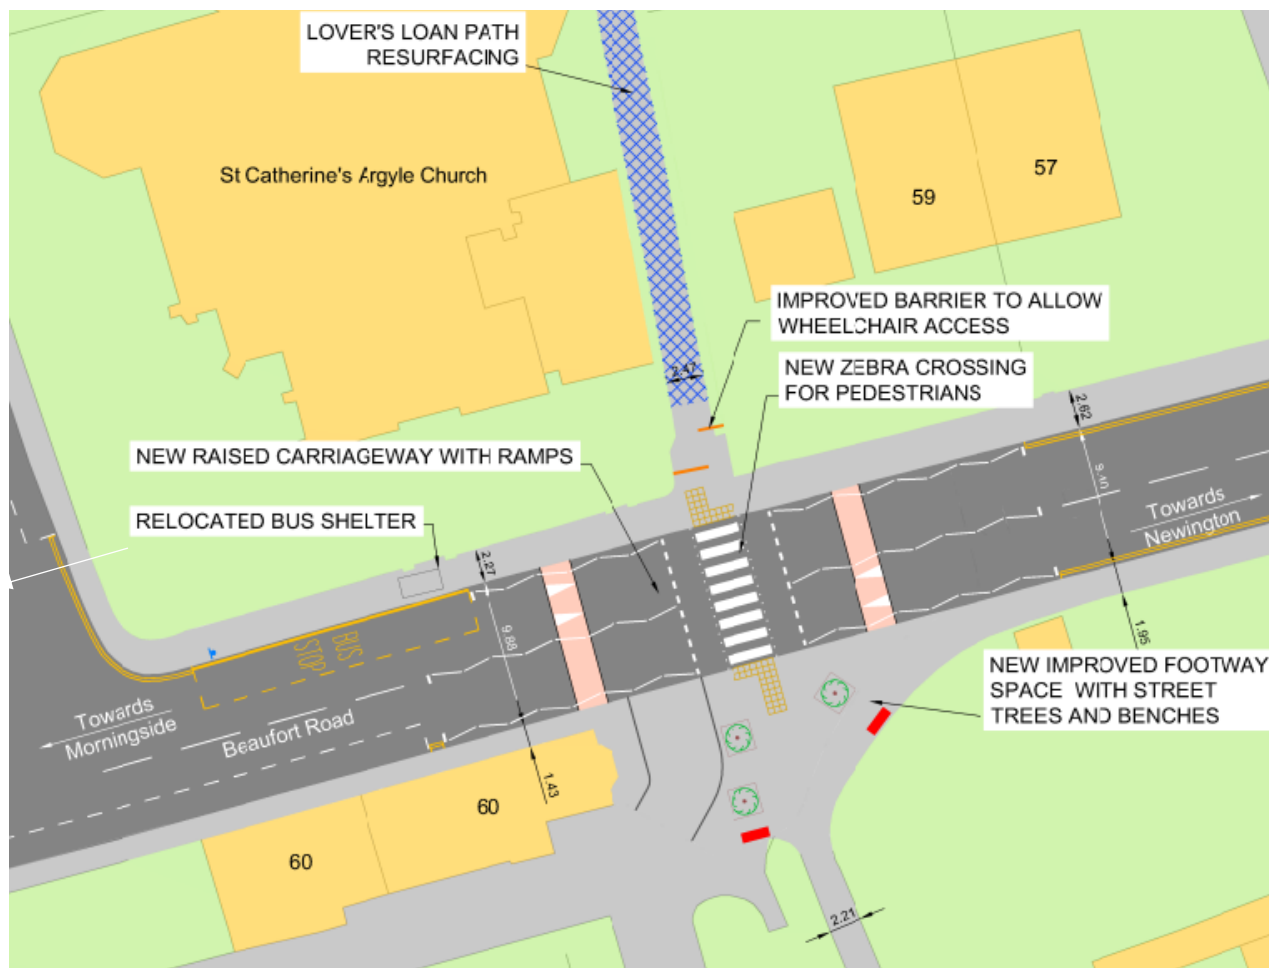 LOVER'S LOAN PATH
RESURFACING
St Catherine's Argyle Church
59
57
IMPROVED BARRIER TO ALLOW
WHEELCHAIR ACCESS
NEW ZEBRA CROSSING
FOR PEDESTRIANS
2.47
2.62
NEW RAISED CARRIAGEWAY WITH RAMPS
9.40
Towards
Newington
RELOCATED BUS SHELTER
2.27
9.88
BUS
STOP
1.95
NEW IMPROVED FOOTWAY
SPACE WITH STREET
TREES AND BENCHES
Towards
Morningside
Beaufort Road
1.43
60
60
2.21